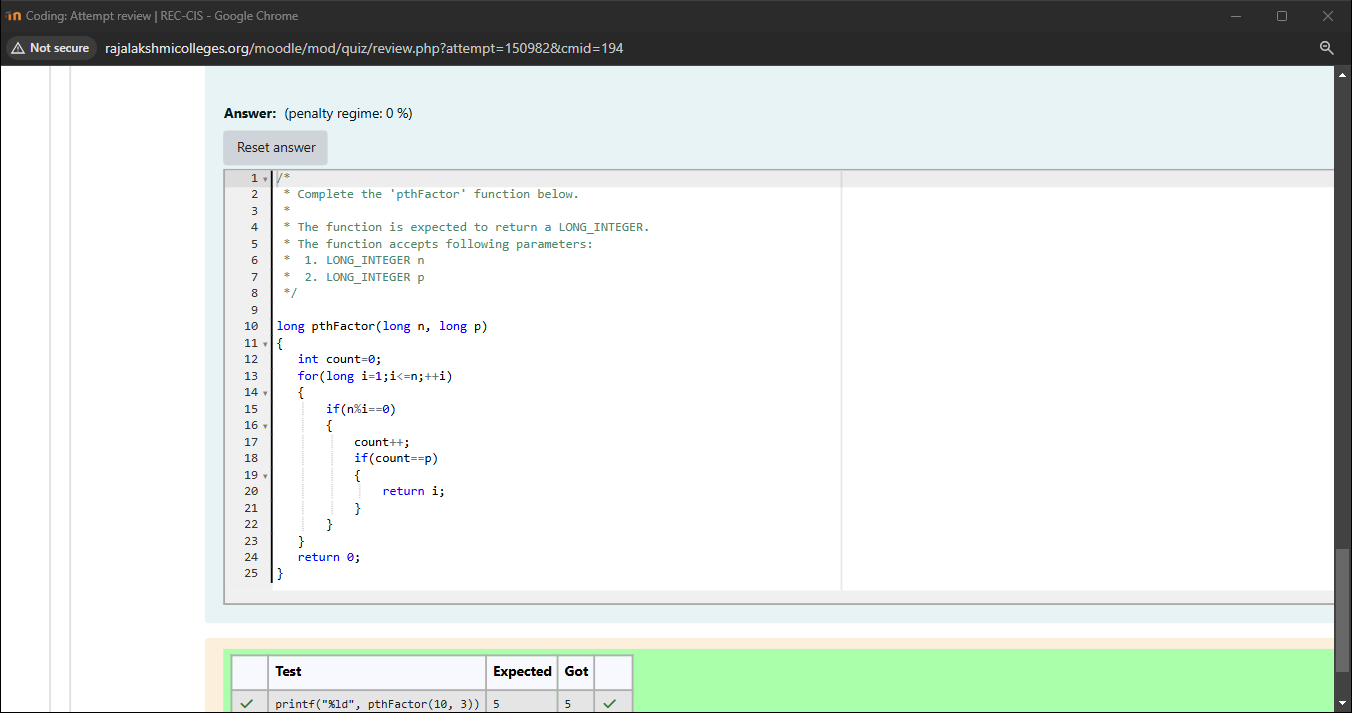 Coding: Attempt review | REC-CIS - Google Chrome
Not secure rajalakshmicolleges.org/moodle/mod/quiz/review.php?attempt=150982&cmid=194
Answer: (penalty regime: 0 %)
Reset answer
1 /*
2  * Complete the 'pthFactor' function below.
3  *
4  * The function is expected to return a LONG_INTEGER.
5  * The function accepts following parameters:
6  *  1. LONG_INTEGER n
7  *  2. LONG_INTEGER p
8  */
9
10 long pthFactor(long n, long p)
11 {
12    int count=0;
13    for(long i=1;i<=n;++i)
14    {
15        if(n%i==0)
16        {
17            count++;
18            if(count==p)
19            {
20                return i;
21            }
22        }
23    }
24    return 0;
25 }
Test Expected Got
printf("%ld", pthFactor(10, 3)) 5 5